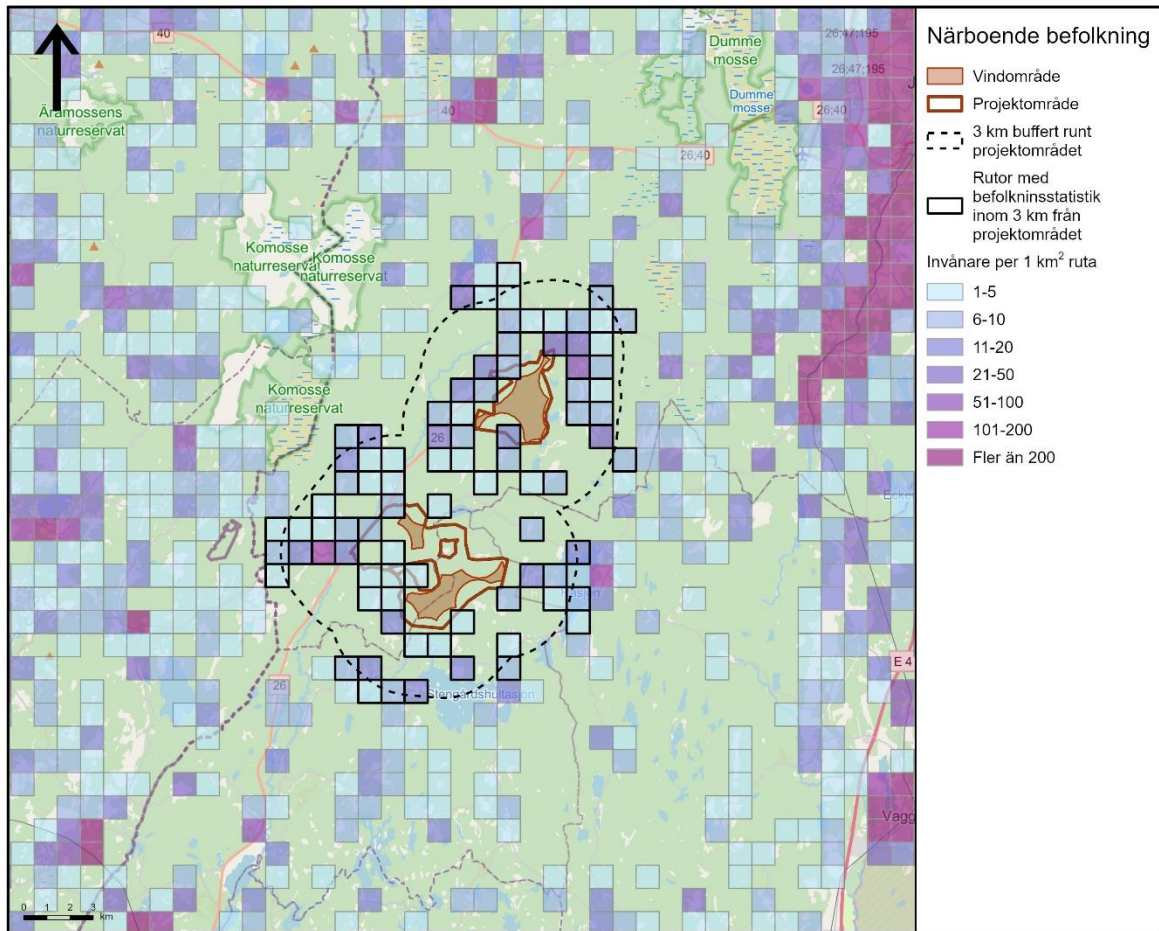 40
26;47;195
Dumme
mosse
26;47;195
Dumme
mosse
26;40
Äramossens
naturreservat
40
26;40
Komosse
naturreservat
Komosse
naturreservat
Komosse
naturreservat
26
26
Stengårdshultasjön
E 4
0 1 2 3
km
Närboende befolkning
Vindområde
Projektområde
3 km buffert runt
projektområdet
Rutor med
befolkninsstatistik
inom 3 km från
projektområdet
Invånare per 1 km² ruta
1-5
6-10
11-20
21-50
51-100
101-200
Fler än 200